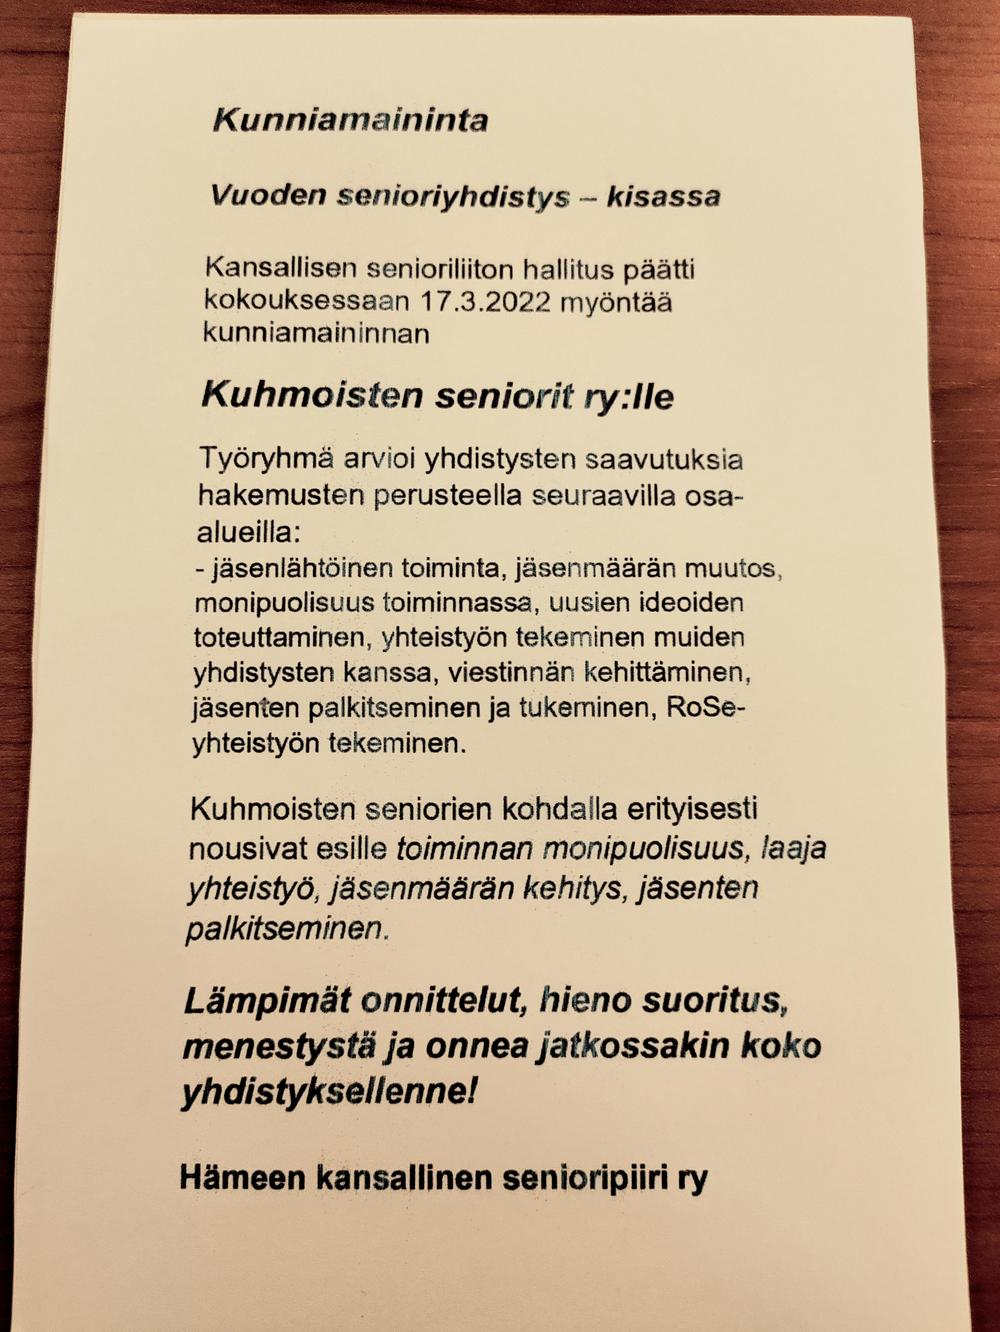 Kunniamaininta
Vuoden senioriyhdistys – kisassa
Kansallisen senioriliiton hallitus päätti
kokouksessaan 17.3.2022 myöntää
kunniamaininnan
Kuhmoisten seniorit ry:lle
Työryhmä arvioi yhdistysten saavutuksia
hakemusten perusteella seuraavilla osa-
alueilla:
- jäsenlähtöinen toiminta, jäsenmäärän muutos,
monipuolisuus toiminnassa, uusien ideoiden
toteuttaminen, yhteistyön tekeminen muiden
yhdistysten kanssa, viestinnän kehittäminen,
jäsenten palkitseminen ja tukeminen, RoSe-
yhteistyön tekeminen.
Kuhmoisten seniorien kohdalla erityisesti
nousivat esille toiminnan monipuolisuus, laaja
yhteistyö, jäsenmäärän kehitys, jäsenten
palkitseminen.
Lämpimät onnittelut, hieno suoritus,
menestystä ja onnea jatkossakin koko
yhdistyksellenne!
Hämeen kansallinen senioripiiri ry